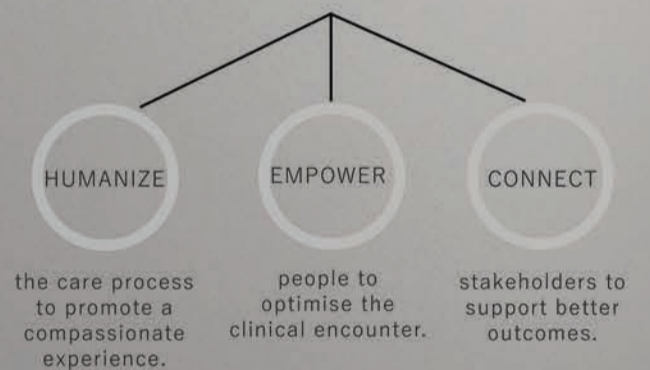 HUMANIZE
the care process
to promote a
compassionate
experience.
EMPOWER
people to
optimise the
clinical encounter.
CONNECT
stakeholders to
support better
outcomes.